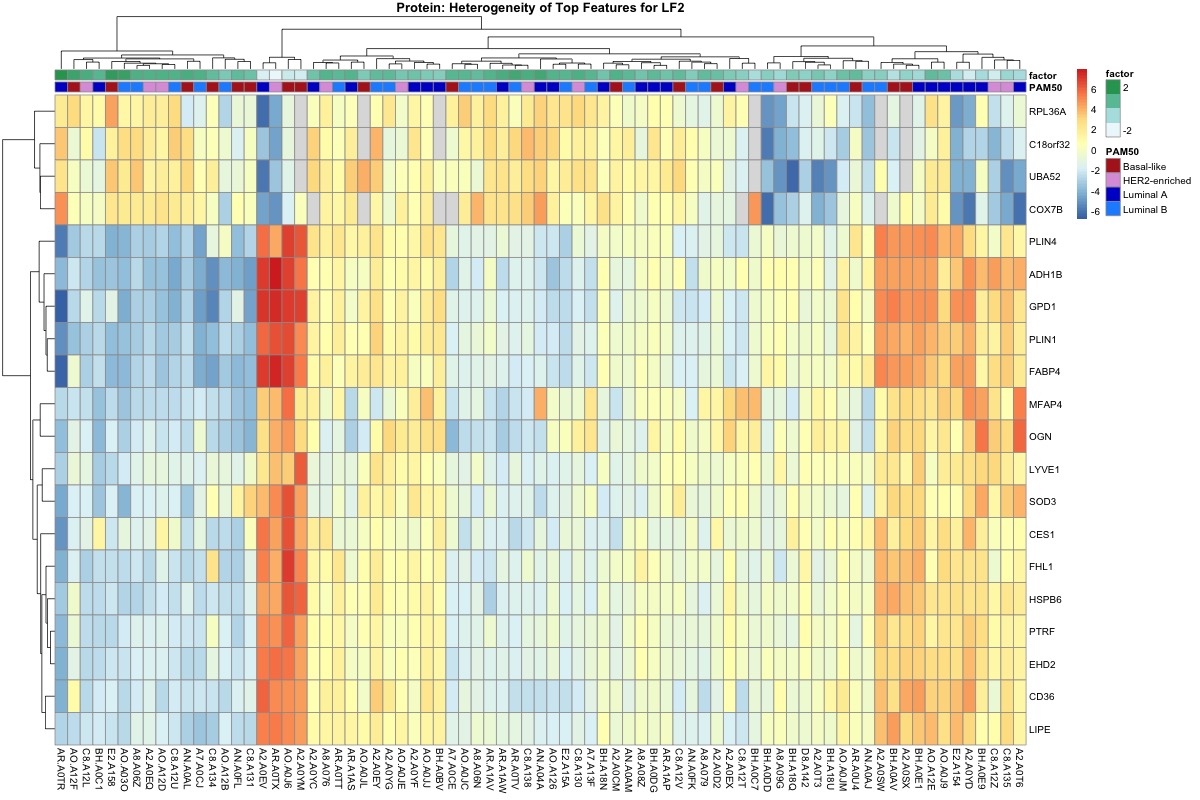 Protein: Heterogeneity of Top Features for LF2
factor
PAM50
RPL36A
C18orf32
UBA52
COX7B
PLIN4
ADH1B
GPD1
PLIN1
FABP4
MFAP4
OGN
LYVE1
SOD3
CES1
FHL1
HSPB6
PTRF
EHD2
CD36
LIPE
6
4
2
0
-2
-4
-6
factor
2
-2
PAM50
Basal-like
HER2-enriched
Luminal A
Luminal B
AR.A0TR
AO.A12F
C8.A12L
BH.A0C1
E2.A158
AO.A03O
A8.A06Z
A2.A0EQ
AO.A12D
C8.A12U
AN.A0AL
A7.A0CJ
C8.A134
AO.A12B
AN.A0FL
C8.A131
A2.A0EV
AR.A0TX
AO.A0J6
A2.A0YM
A2.A0YC
A8.A076
AR.A0TT
AR.A1AS
AO.A0JL
A2.A0EY
A2.A0YG
AO.A0JE
A2.A0YF
AO.A0JJ
BH.A0BV
A7.A0CE
AO.A0JC
A8.A06N
AR.A1AV
AR.A1AW
AR.A0TV
C8.A138
AN.A04A
AO.A126
E2.A15A
C8.A130
A7.A13F
BH.A18N
A2.A0CM
AN.A0AM
A8.A08Z
BH.A0DG
AR.A1AP
C8.A12V
AN.A0FK
A8.A079
A2.A0D2
A2.A0EX
C8.A12T
BH.A0C7
BH.A0DD
A8.A09G
BH.A18Q
D8.A142
A2.A0T3
BH.A18U
AO.A0JM
AR.A0U4
AN.A0AJ
A2.A0SW
BH.A0AV
A2.A0SX
BH.A0E1
AO.A12E
AO.A0J9
E2.A154
A2.A0YD
BH.A0E9
C8.A12Z
C8.A135
A2.A0T6